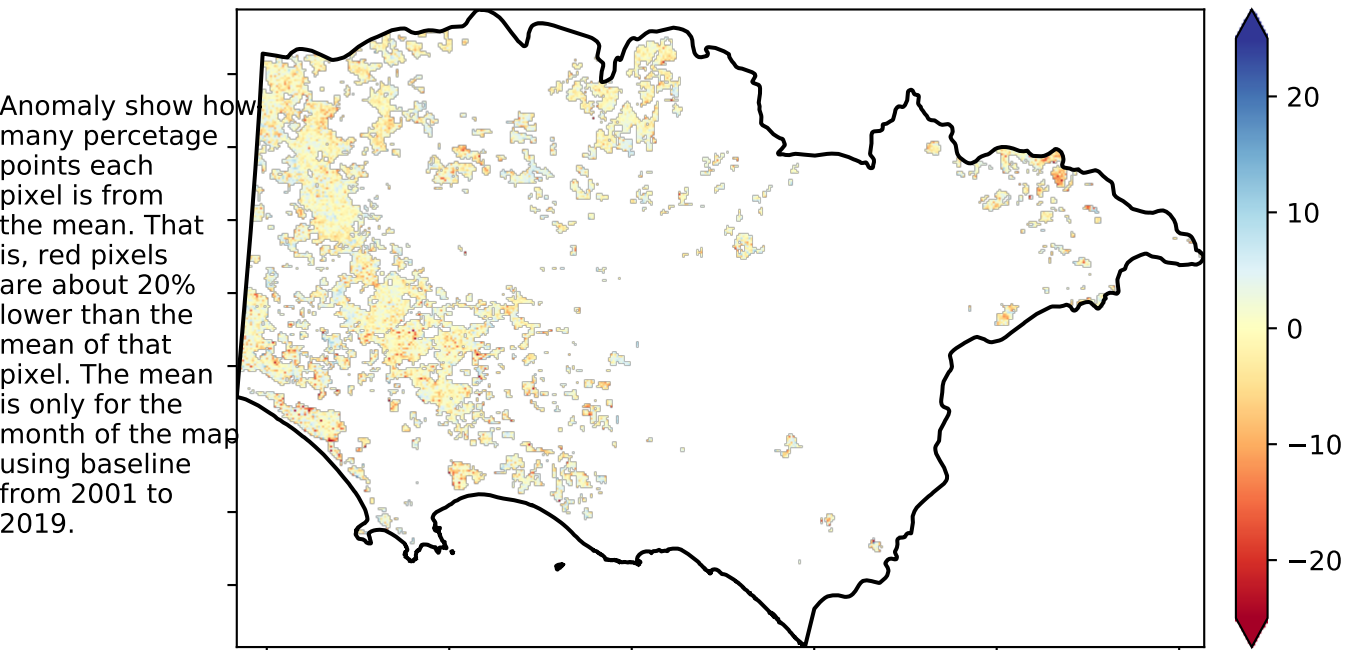 Anomaly show how
many percetage
points each
pixel is from
the mean. That
is, red pixels
are about 20%
lower than the
mean of that
pixel. The mean
is only for the
month of the map
using baseline
from 2001 to
2019.
20
10
0
−10
−20